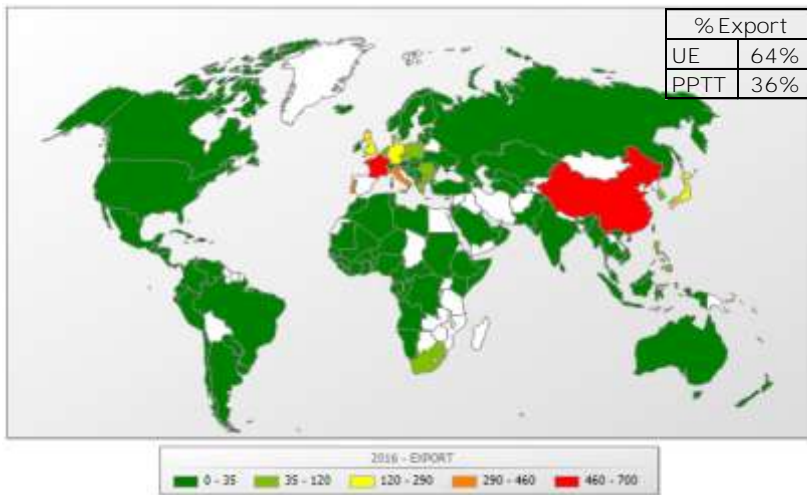 % Export
UE 64%
PPTT 36%
2016 - EXPORT
0 - 35 35 - 120 120 - 290 290 - 460 460 - 700